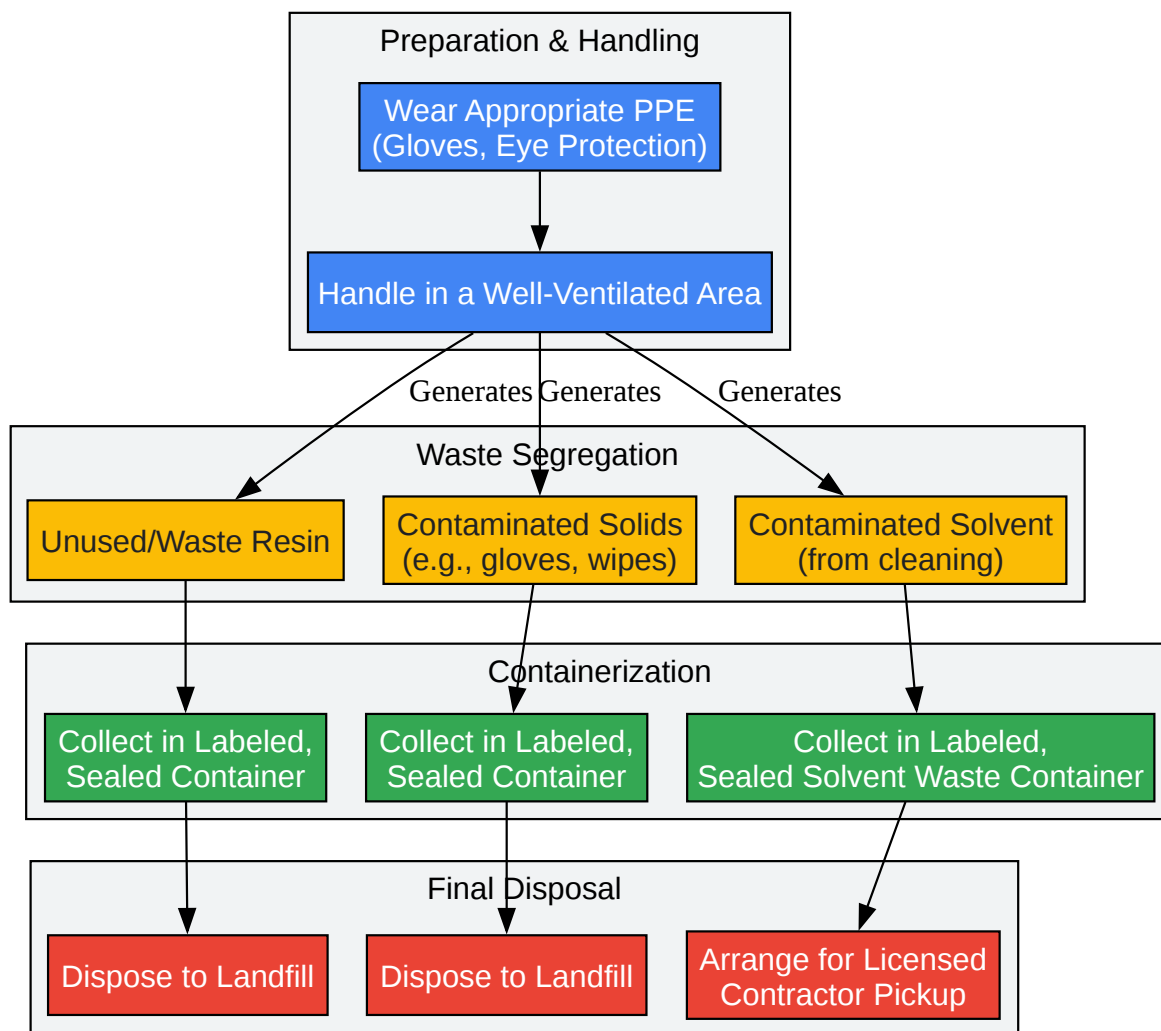 Preparation & Handling
Wear Appropriate PPE
(Gloves, Eye Protection)
Handle in a Well-Ventilated Area
Generates
Generates
Generates
Waste Segregation
Unused/Waste Resin
Contaminated Solids
(e.g., gloves, wipes)
Contaminated Solvent
(from cleaning)
Containerization
Collect in Labeled,
Sealed Container
Collect in Labeled,
Sealed Container
Collect in Labeled,
Sealed Solvent Waste Container
Final Disposal
Dispose to Landfill
Dispose to Landfill
Arrange for Licensed
Contractor Pickup